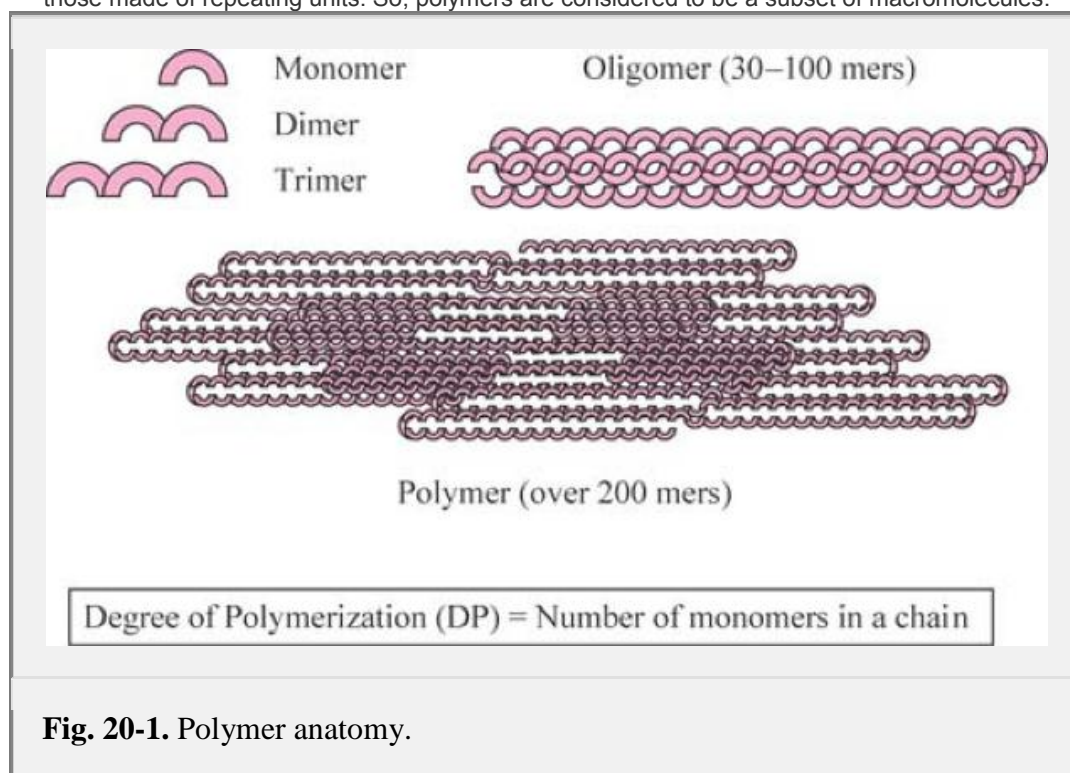 those made of repeating units. So, polymers are considered to be a subset of macromolecules.
Monomer
Oligomer (30–100 mers)
Dimer
Trimer
Polymer (over 200 mers)
Degree of Polymerization (DP) = Number of monomers in a chain
Fig. 20-1. Polymer anatomy.